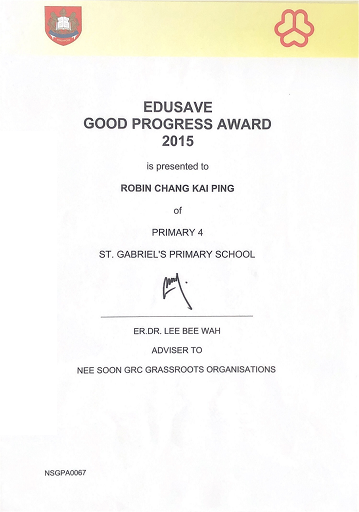 EDUSAVE
GOOD PROGRESS AWARD
2015
is presented to
ROBIN CHANG KAI PING
of
PRIMARY 4
ST. GABRIEL'S PRIMARY SCHOOL
ER.DR. LEE BEE WAH
ADVISER TO
NEE SOON GRC GRASSROOTS ORGANISATIONS
NSGPA0067